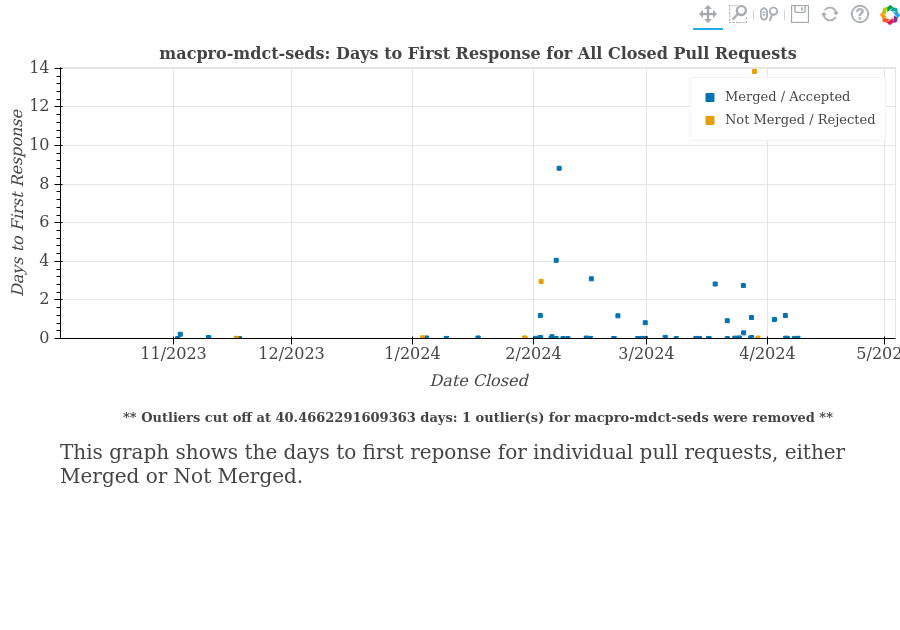 macpro-mdct-seds: Days to First Response for All Closed Pull Requests
14
12
10
8
6
4
2
0
Days to First Response
Merged / Accepted
Not Merged / Rejected
11/2023 12/2023 1/2024 2/2024 3/2024 4/2024 5/202
Date Closed
** Outliers cut off at 40.4662291609363 days: 1 outlier(s) for macpro-mdct-seds were removed **
This graph shows the days to first reponse for individual pull requests, either
Merged or Not Merged.